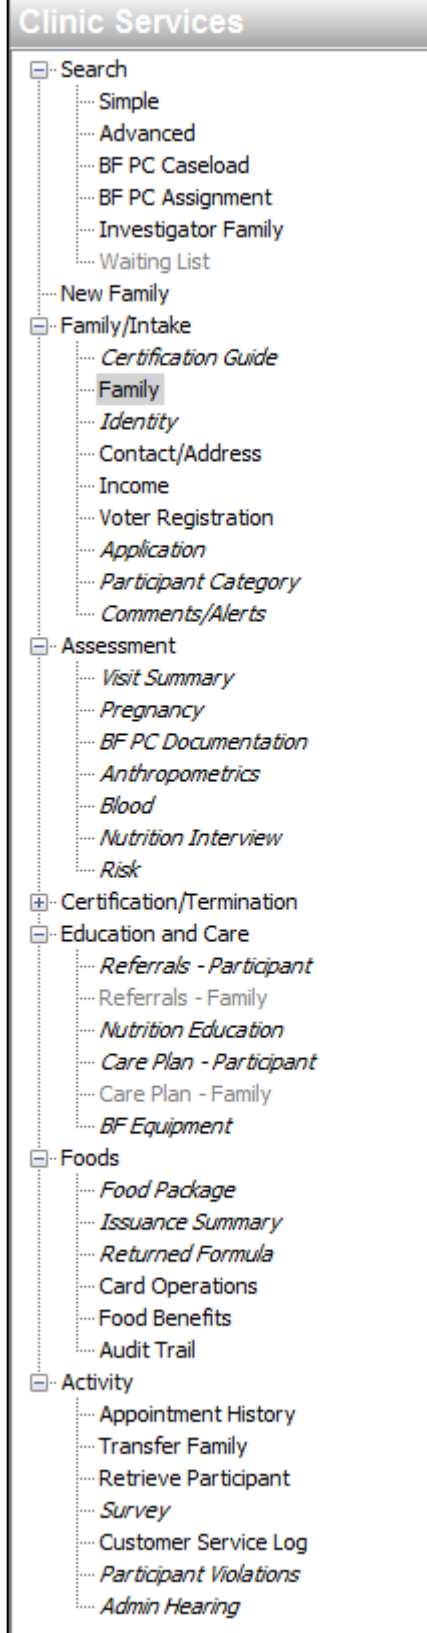 Clinic Services
Search
Simple
Advanced
BF PC Caseload
BF PC Assignment
Investigator Family
Waiting List
New Family
Family/Intake
Certification Guide
Family
Identity
Contact/Address
Income
Voter Registration
Application
Participant Category
Comments/Alerts
Assessment
Visit Summary
Pregnancy
BF PC Documentation
Anthropometrics
Blood
Nutrition Interview
Risk
Certification/Termination
Education and Care
Referrals - Participant
Referrals - Family
Nutrition Education
Care Plan - Participant
Care Plan - Family
BF Equipment
Foods
Food Package
Issuance Summary
Returned Formula
Card Operations
Food Benefits
Audit Trail
Activity
Appointment History
Transfer Family
Retrieve Participant
Survey
Customer Service Log
Participant Violations
Admin Hearing